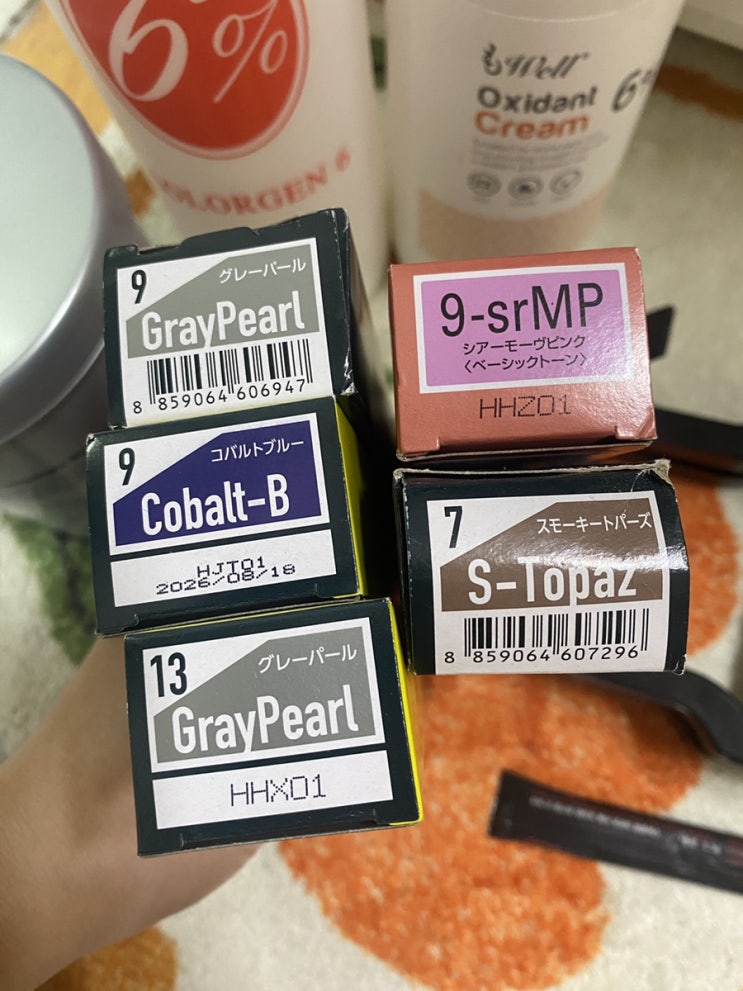 6%
COLORGEN 6
Well
Oxidant
Cream
9
グレーパール
GrayPearl
8 859064 606947
9-srMP
シアーモーヴピンク
〈ベーシックトーン〉
HHZ01
9
コバルトブルー
Cobalt-B
HJT01
2026/08/18
7
スモーキートパーズ
S-Topaz
8 859064 607296
13
グレーパール
GrayPearl
HHX01